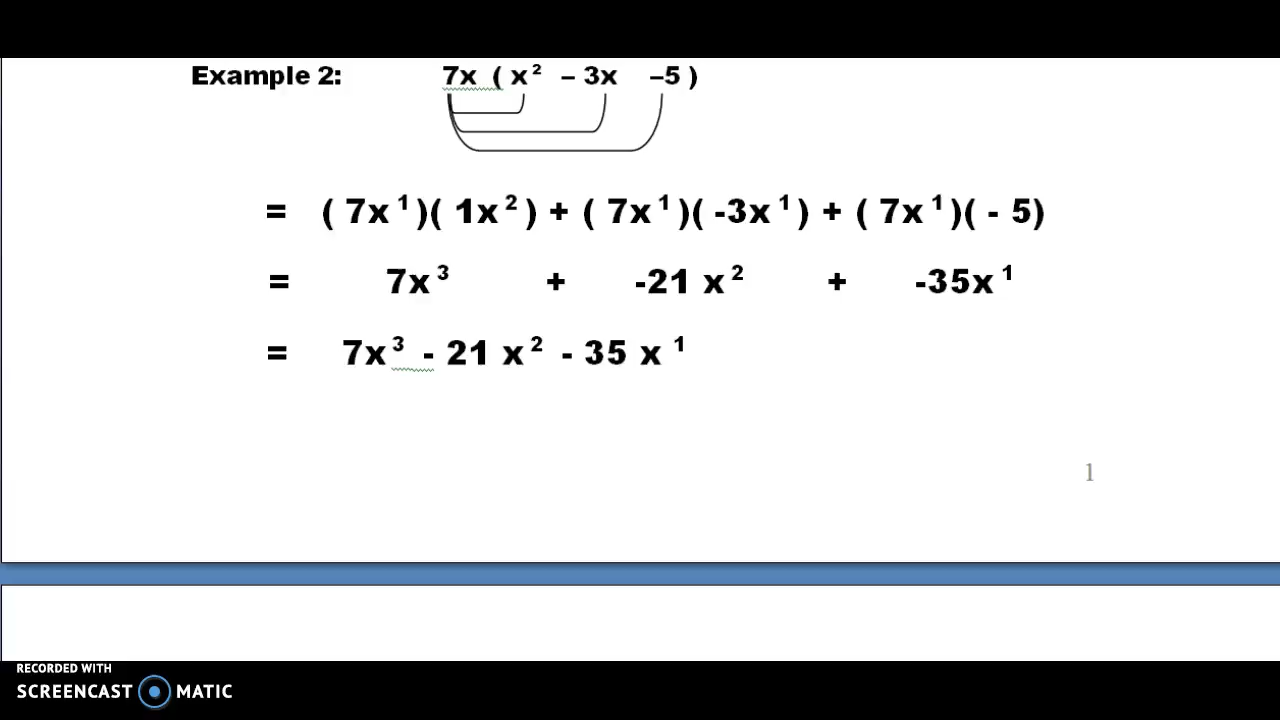 Example 2: 7x ( x² – 3x –5 )
= ( 7x¹ )( 1x² ) + ( 7x¹ )( -3x¹ ) + ( 7x¹ )( - 5)
= 7x³ + -21 x² + -35x¹
= 7x³ - 21 x² - 35 x¹
1
RECORDED WITH
SCREENCAST MATIC